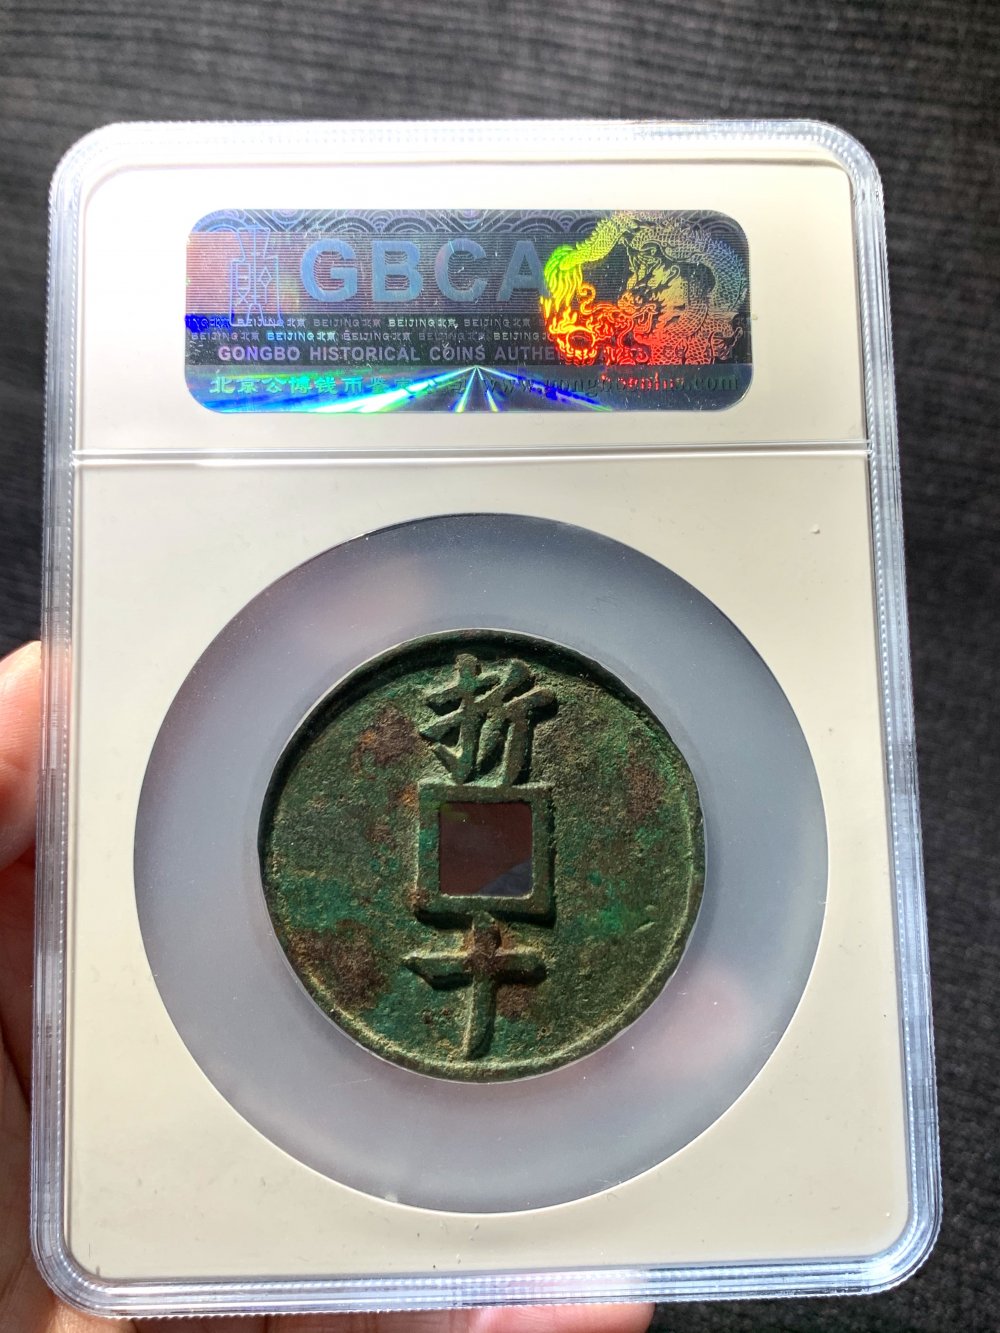 GBCA
BEIJING北京 BEIJING北京 BEIJING北京 BEIJING北京
BEIJING北京 BEIJING北京 BEIJING北京 BEIJING北京
GONGBO HISTORICAL COINS AUTHE
北京公博钱币鉴 www.gongboguojing.com
折
十